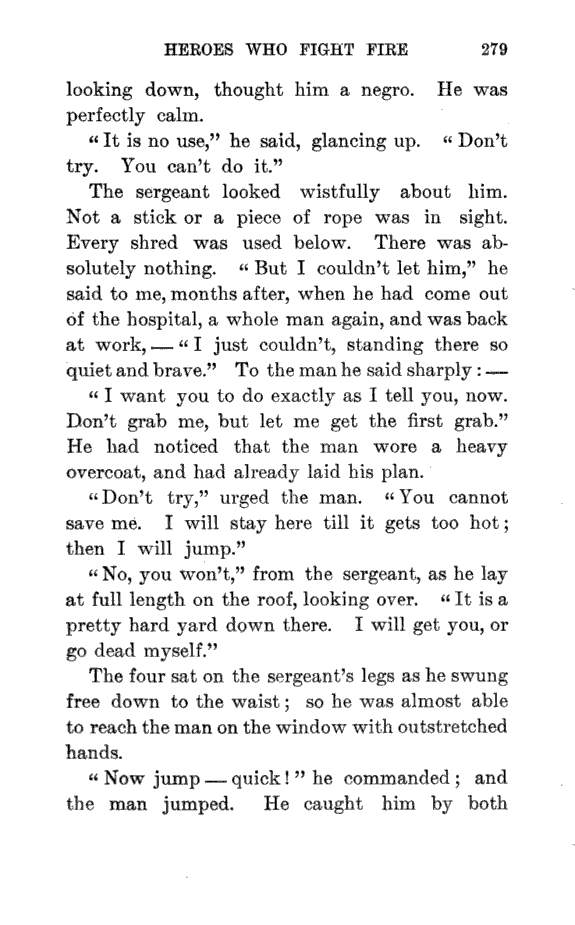 HEROES WHO FIGHT FIRE 279
looking down, thought him a negro. He was
perfectly calm.
“It is no use,” he said, glancing up. “Don’t
try. You can’t do it.”
The sergeant looked wistfully about him.
Not a stick or a piece of rope was in sight.
Every shred was used below. There was ab-
solutely nothing. “But I couldn’t let him,” he
said to me, months after, when he had come out
of the hospital, a whole man again, and was back
at work, — “I just couldn’t, standing there so
quiet and brave.” To the man he said sharply : —
“I want you to do exactly as I tell you, now.
Don’t grab me, but let me get the first grab.”
He had noticed that the man wore a heavy
overcoat, and had already laid his plan.
“Don’t try,” urged the man. “You cannot
save me. I will stay here till it gets too hot ;
then I will jump.”
“No, you won’t,” from the sergeant, as he lay
at full length on the roof, looking over. “It is a
pretty hard yard down there. I will get you, or
go dead myself.”
The four sat on the sergeant’s legs as he swung
free down to the waist ; so he was almost able
to reach the man on the window with outstretched
hands.
“Now jump — quick ! ” he commanded ; and
the man jumped. He caught him by both